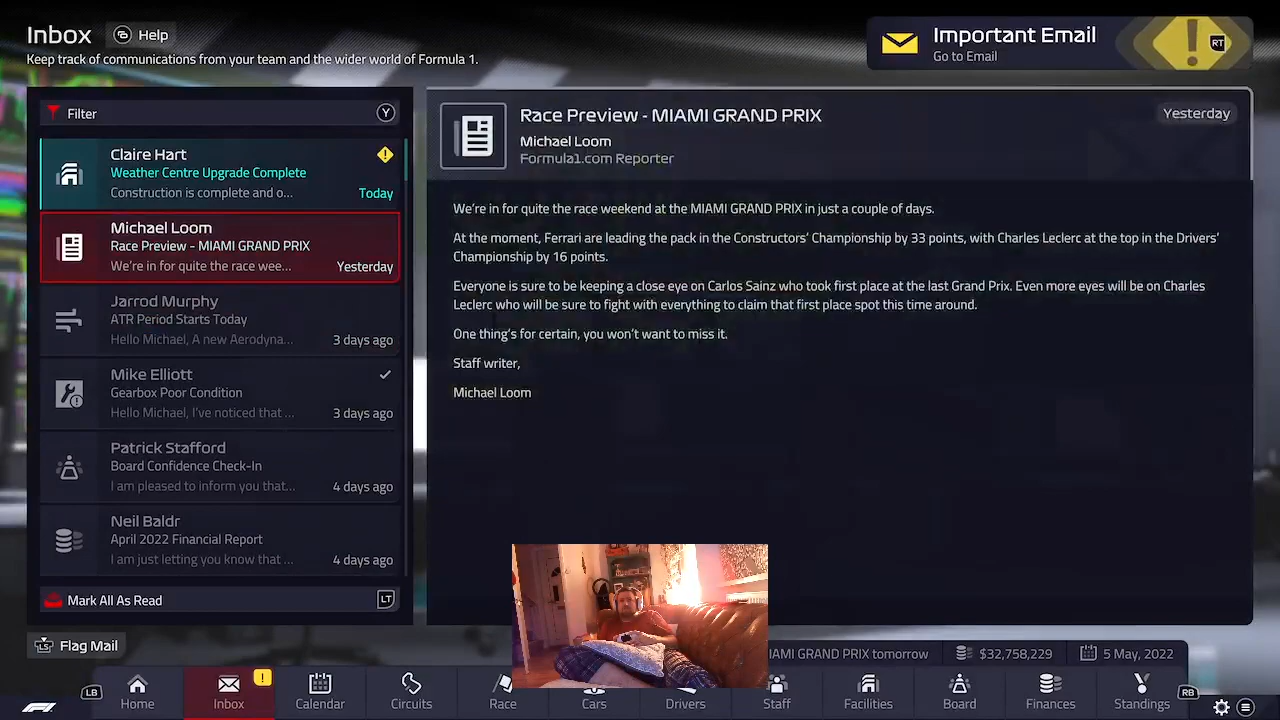 Inbox
Help
Keep track of communications from your team and the wider world of Formula 1.
Important Email
Go to Email
RT
Filter
Y
Claire Hart
Weather Centre Upgrade Complete
Construction is complete and o...
Today
Michael Loom
Race Preview - MIAMI GRAND PRIX
We're in for quite the race wee...
Yesterday
Jarrod Murphy
ATR Period Starts Today
Hello Michael, A new Aerodyna...
3 days ago
Mike Elliott
Gearbox Poor Condition
Hello Michael, I've noticed that ...
3 days ago
Patrick Stafford
Board Confidence Check-In
I am pleased to inform you that...
4 days ago
Neil Baldr
April 2022 Financial Report
I am just letting you know that ...
4 days ago
Mark All As Read
LT
LS
Flag Mail
Race Preview - MIAMI GRAND PRIX
Yesterday
Michael Loom
Formula1.com Reporter
We're in for quite the race weekend at the MIAMI GRAND PRIX in just a couple of days.
At the moment, Ferrari are leading the pack in the Constructors' Championship by 33 points, with Charles Leclerc at the top in the Drivers'
Championship by 16 points.
Everyone is sure to be keeping a close eye on Carlos Sainz who took first place at the last Grand Prix. Even more eyes will be on Charles
Leclerc who will be sure to fight with everything to claim that first place spot this time around.
One thing's for certain, you won't want to miss it.
Staff writer,
Michael Loom
IAMI GRAND PRIX tomorrow
$32,758,229
5 May, 2022
LB
Home
Inbox
Calendar
Circuits
Race
Cars
Drivers
Staff
Facilities
Board
Finances
Standings
RB